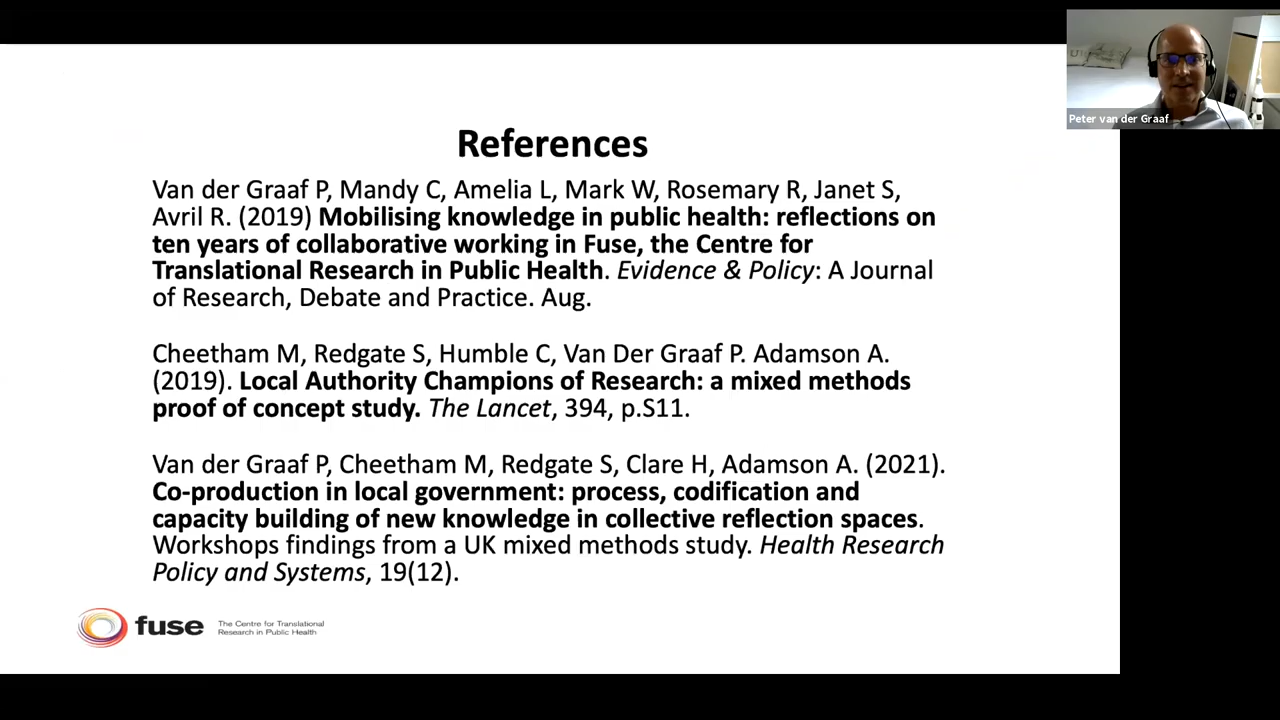 Peter van der Graaf
References
Van der Graaf P, Mandy C, Amelia L, Mark W, Rosemary R, Janet S,
Avril R. (2019) Mobilising knowledge in public health: reflections on
ten years of collaborative working in Fuse, the Centre for
Translational Research in Public Health. Evidence & Policy: A Journal
of Research, Debate and Practice. Aug.
Cheetham M, Redgate S, Humble C, Van Der Graaf P. Adamson A.
(2019). Local Authority Champions of Research: a mixed methods
proof of concept study. The Lancet, 394, p.S11.
Van der Graaf P, Cheetham M, Redgate S, Clare H, Adamson A. (2021).
Co-production in local government: process, codification and
capacity building of new knowledge in collective reflection spaces.
Workshops findings from a UK mixed methods study. Health Research
Policy and Systems, 19(12).
fuse
The Centre for Translational
Research in Public Health